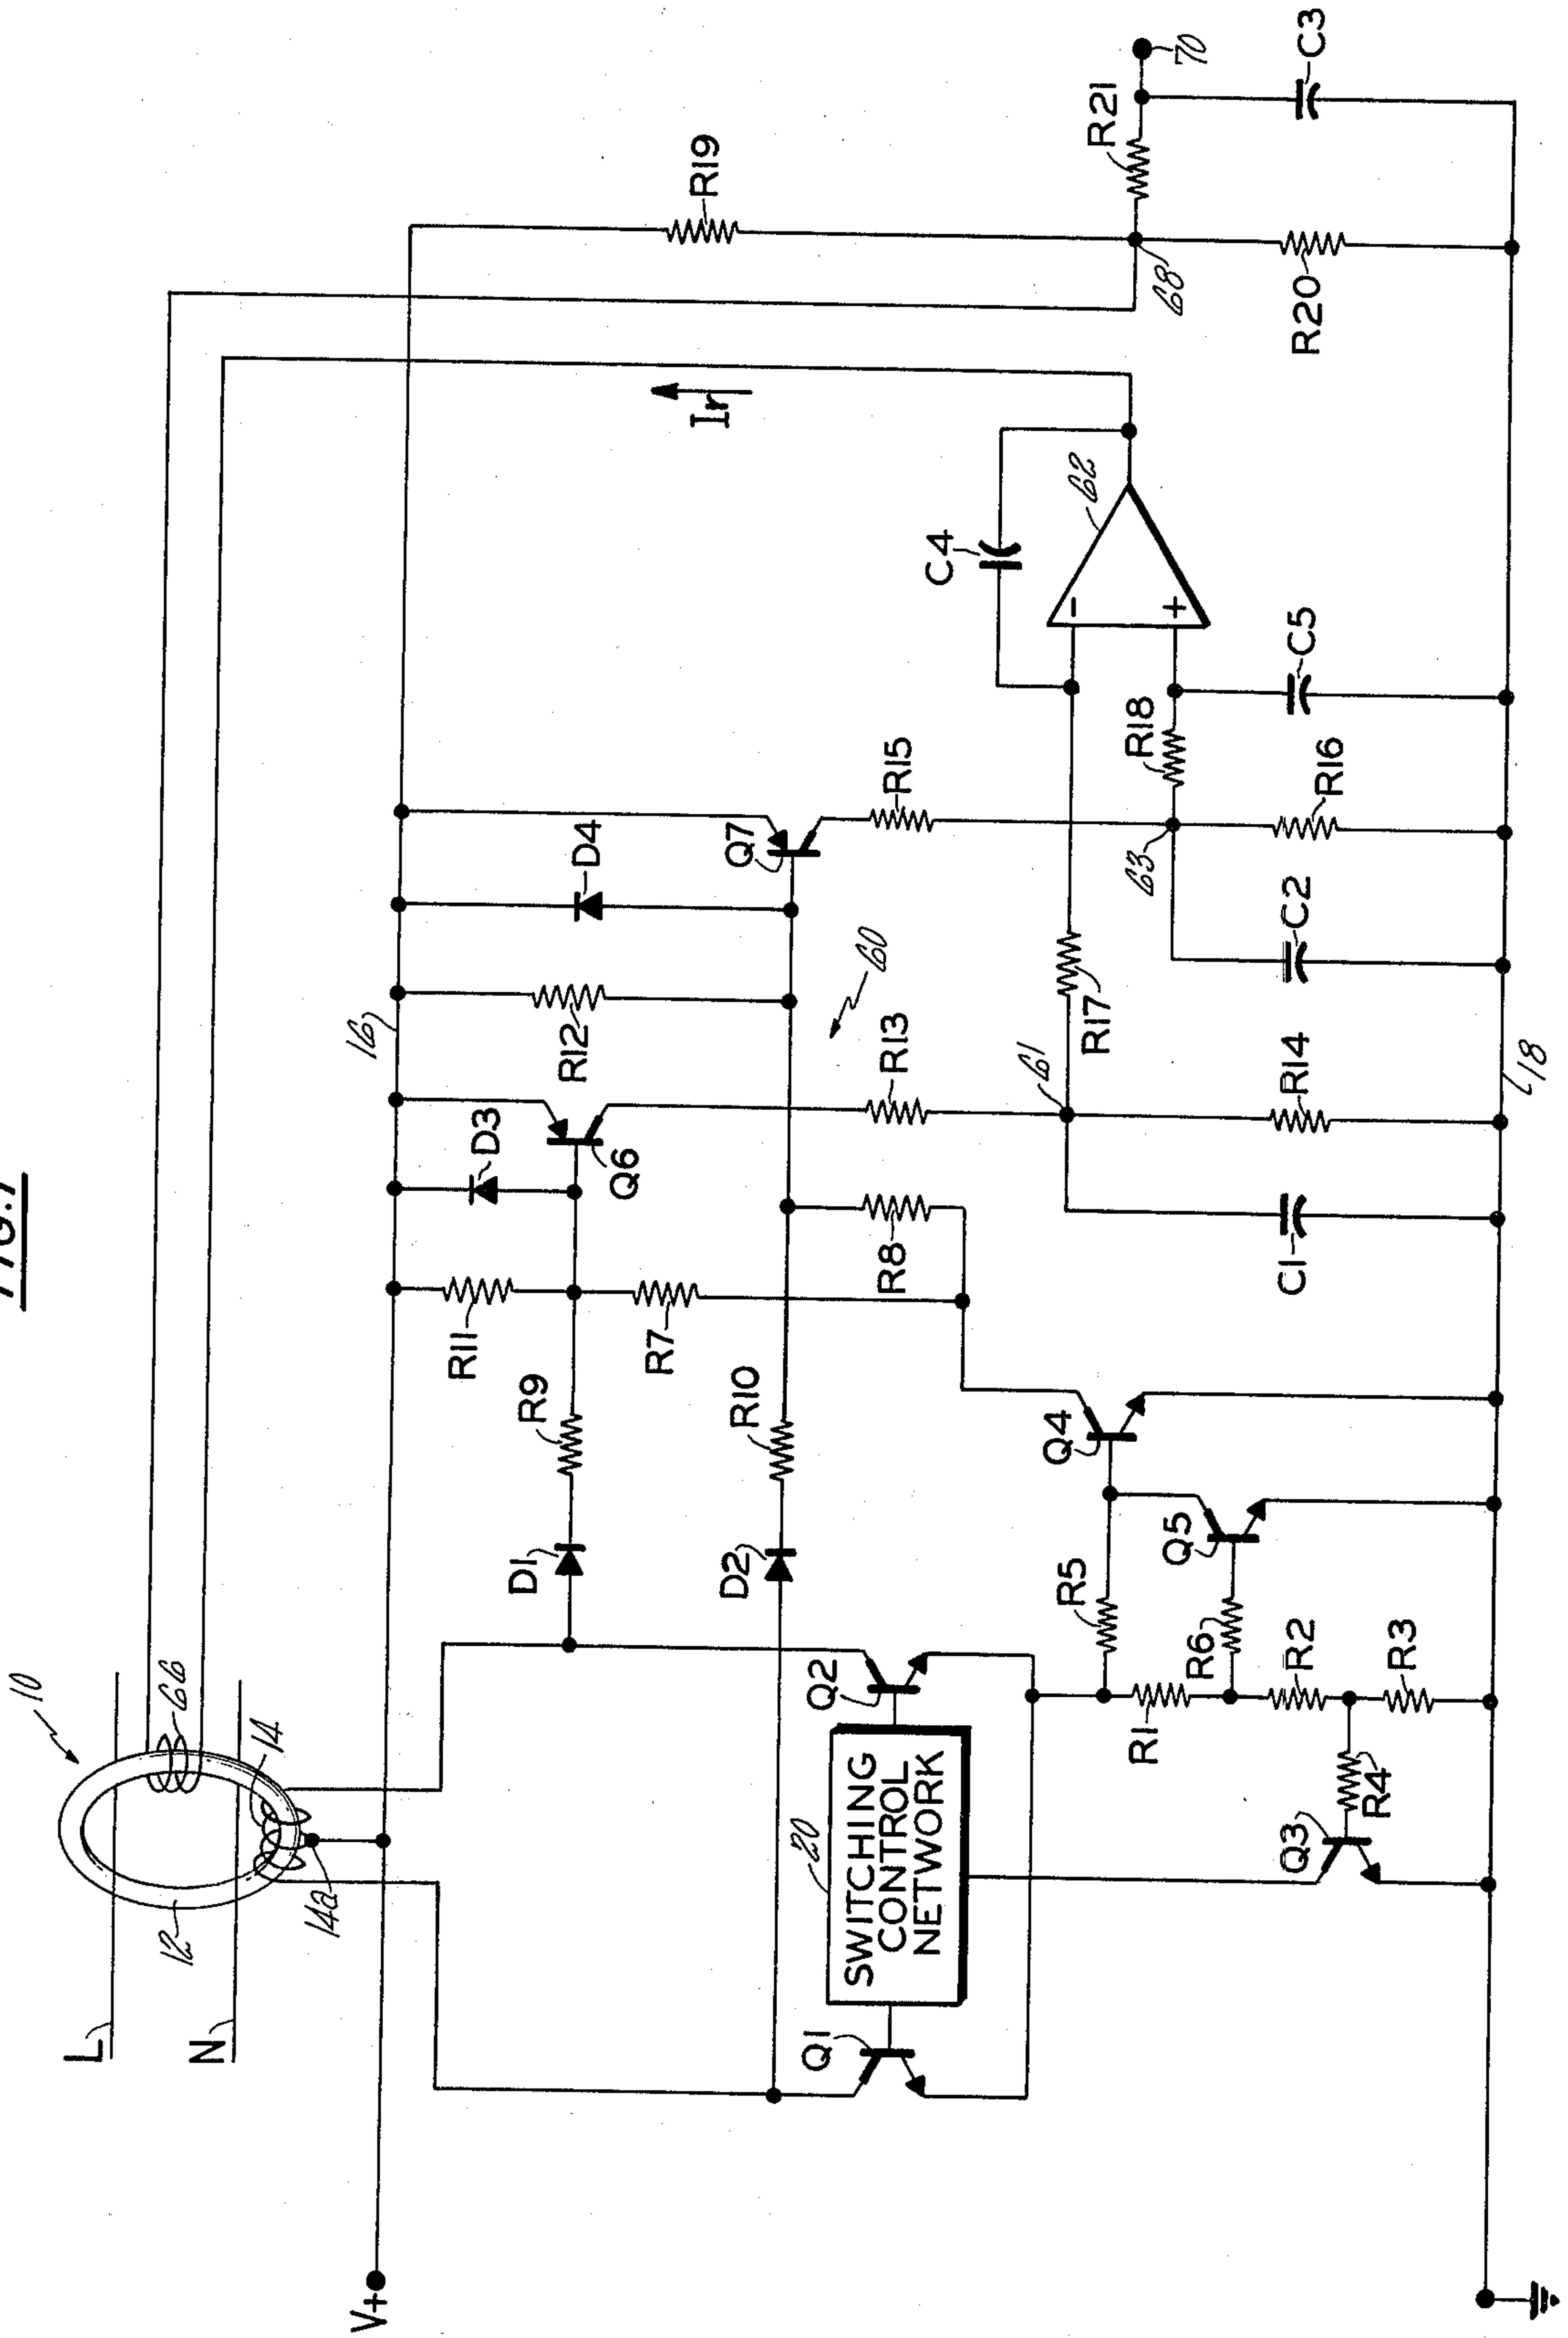 FIG. 1
10
L
N
12
66
14
14a
V+
16
R19
Ir
R11
D3
D4
R12
Q6
Q7
D1
R9
R7
D2
R10
R8
60
R13
R15
C4
62
-
+
Q1
20
SWITCHING
CONTROL
NETWORK
Q2
R5
Q4
61
R17
63
R18
68
R21
70
R1
R6
Q5
C1
R14
C2
R16
C5
R20
C3
Q3
R4
R2
R3
18